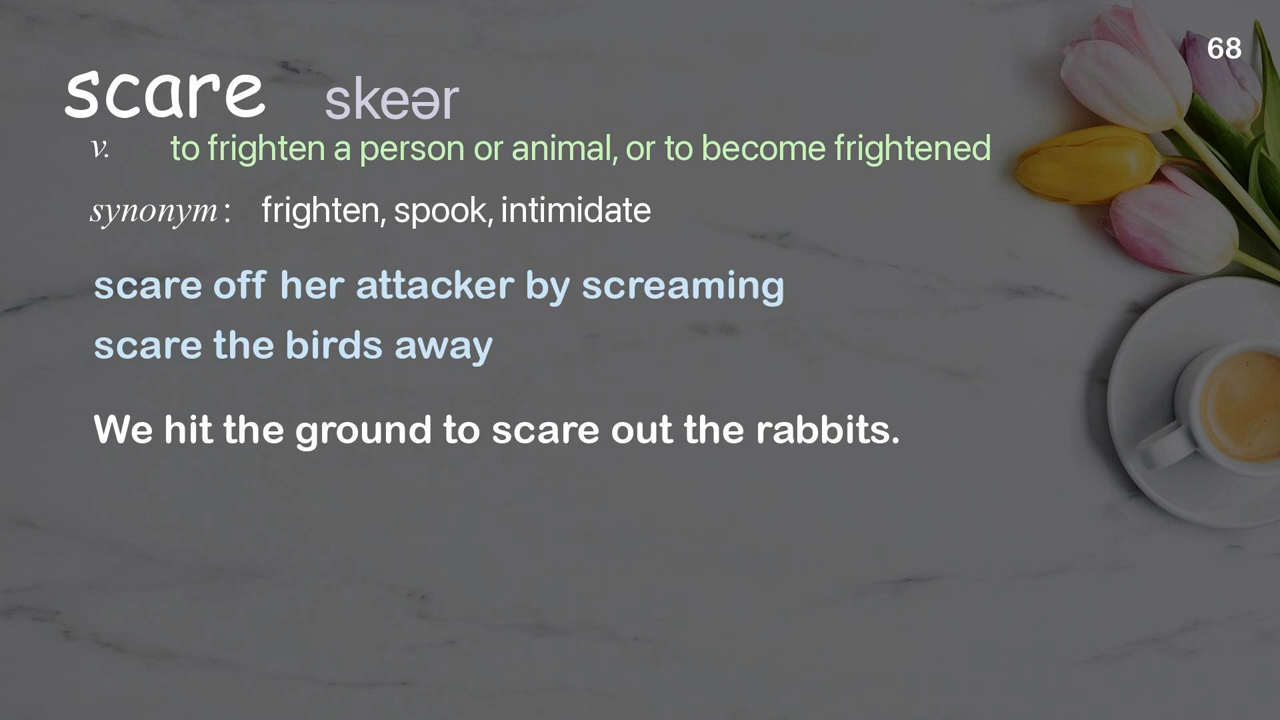 68
scare skeər
v. to frighten a person or animal, or to become frightened
synonym: frighten, spook, intimidate
scare off her attacker by screaming
scare the birds away
We hit the ground to scare out the rabbits.